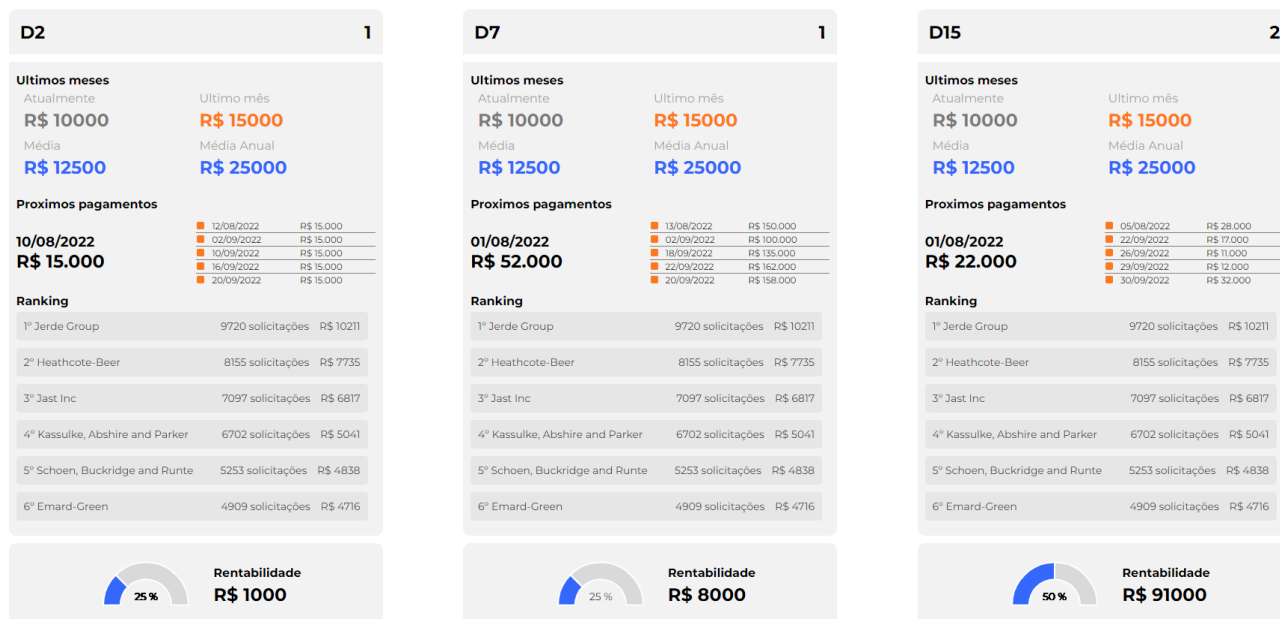 D2 1
Ultimos meses
Atualmente Ultimo mês
R$ 10000 R$ 15000
Média Média Anual
R$ 12500 R$ 25000
Proximos pagamentos
10/08/2022
R$ 15.000
12/08/2022 R$ 15.000
02/09/2022 R$ 15.000
10/09/2022 R$ 15.000
16/09/2022 R$ 15.000
20/09/2022 R$ 15.000
Ranking
1º Jerde Group 9720 solicitações R$ 10211
2º Heathcote-Beer 8155 solicitações R$ 7735
3º Jast Inc 7097 solicitações R$ 6817
4º Kassulke, Abshire and Parker 6702 solicitações R$ 5041
5º Schoen, Buckridge and Runte 5253 solicitações R$ 4838
6º Emard-Green 4909 solicitações R$ 4716
25 %
Rentabilidade
R$ 1000
D7 1
Ultimos meses
Atualmente Ultimo mês
R$ 10000 R$ 15000
Média Média Anual
R$ 12500 R$ 25000
Proximos pagamentos
01/08/2022
R$ 52.000
13/08/2022 R$ 150.000
02/09/2022 R$ 100.000
18/09/2022 R$ 135.000
22/09/2022 R$ 162.000
20/09/2022 R$ 158.000
Ranking
1º Jerde Group 9720 solicitações R$ 10211
2º Heathcote-Beer 8155 solicitações R$ 7735
3º Jast Inc 7097 solicitações R$ 6817
4º Kassulke, Abshire and Parker 6702 solicitações R$ 5041
5º Schoen, Buckridge and Runte 5253 solicitações R$ 4838
6º Emard-Green 4909 solicitações R$ 4716
25 %
Rentabilidade
R$ 8000
D15 2
Ultimos meses
Atualmente Ultimo mês
R$ 10000 R$ 15000
Média Média Anual
R$ 12500 R$ 25000
Proximos pagamentos
01/08/2022
R$ 22.000
05/08/2022 R$ 28.000
22/09/2022 R$ 17.000
26/09/2022 R$ 11.000
29/09/2022 R$ 12.000
30/09/2022 R$ 32.000
Ranking
1º Jerde Group 9720 solicitações R$ 10211
2º Heathcote-Beer 8155 solicitações R$ 7735
3º Jast Inc 7097 solicitações R$ 6817
4º Kassulke, Abshire and Parker 6702 solicitações R$ 5041
5º Schoen, Buckridge and Runte 5253 solicitações R$ 4838
6º Emard-Green 4909 solicitações R$ 4716
50 %
Rentabilidade
R$ 91000